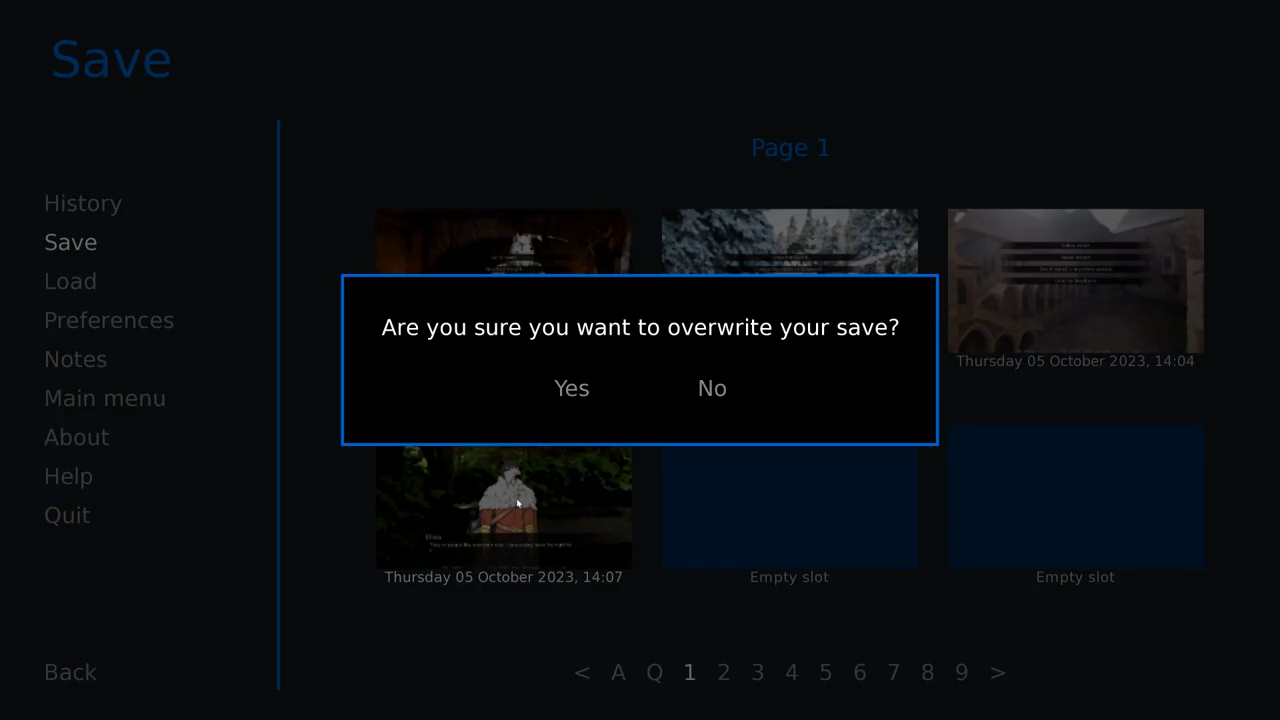 Save
Page 1
History
Save
Load
Preferences
Notes
Main menu
About
Help
Quit
Back
Are you sure you want to overwrite your save?
Yes No
Thursday 05 October 2023, 14:04
Thursday 05 October 2023, 14:07
Empty slot
Empty slot
< A Q 1 2 3 4 5 6 7 8 9 >